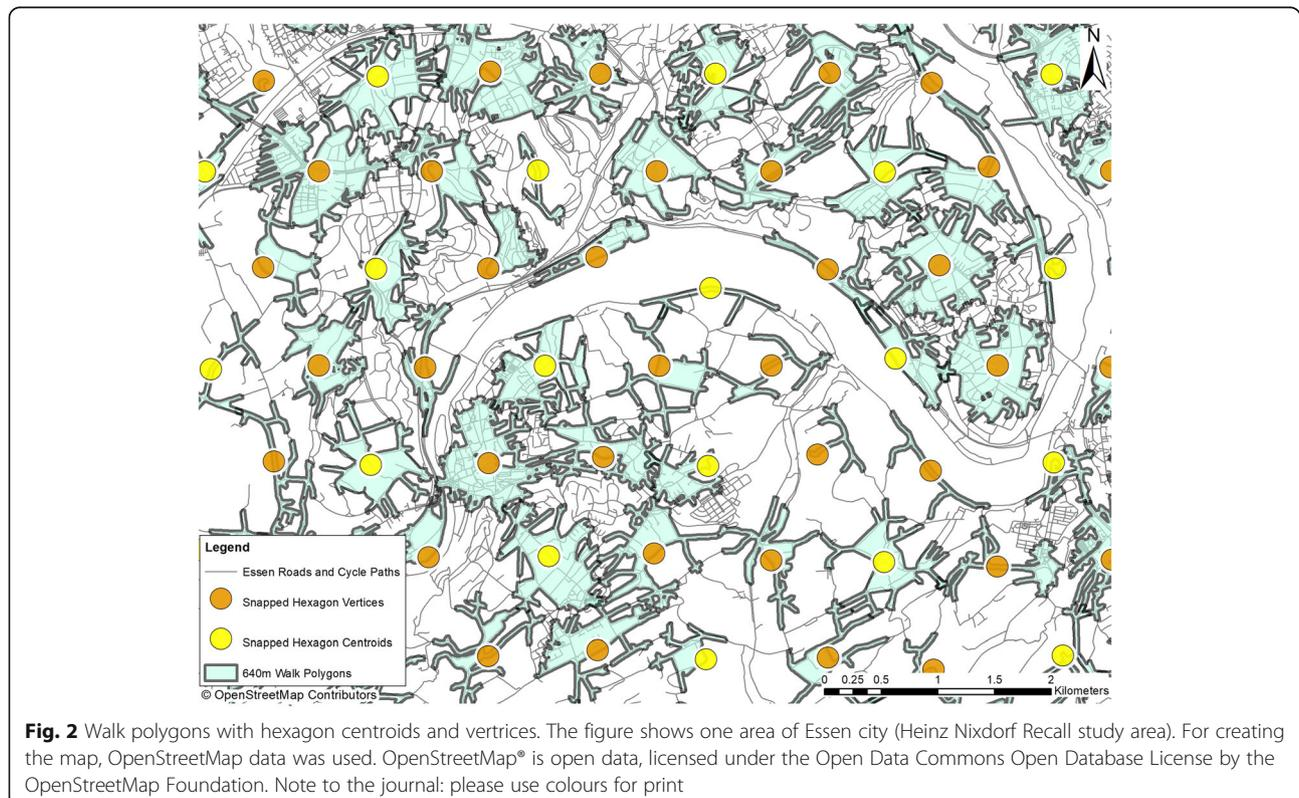 N
Legend
Essen Roads and Cycle Paths
Snapped Hexagon Vertices
Snapped Hexagon Centroids
640m Walk Polygons
© OpenStreetMap Contributors
0 0.25 0.5 1 1.5 2
Kilometers
Fig. 2 Walk polygons with hexagon centroids and vertices. The figure shows one area of Essen city (Heinz Nixdorf Recall study area). For creating
the map, OpenStreetMap data was used. OpenStreetMap® is open data, licensed under the Open Data Commons Open Database License by the
OpenStreetMap Foundation. Note to the journal: please use colours for print